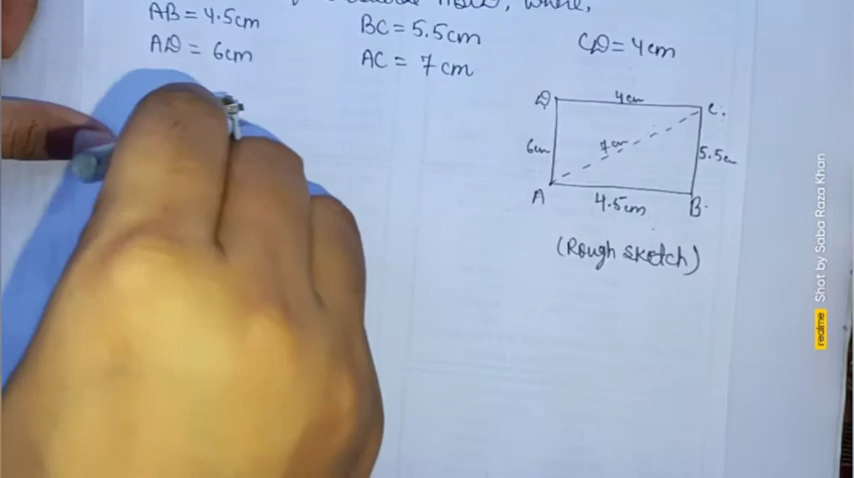 AB = 4.5cm BC = 5.5cm CD = 4cm
AD = 6cm AC = 7cm
D 4cm C.
6cm 7cm 5.5cm
A 4.5cm B.
(Rough sketch)
realme Shot by Saba Raza Khan